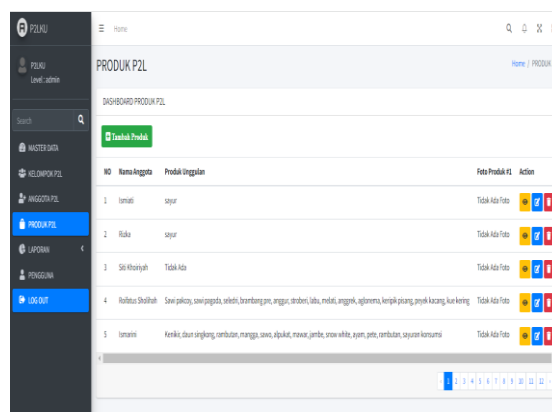 P2LKU
Home
P2LKU
Level : admin
PRODUK P2L
Home / PRODUK
DASHBOARD PRODUK P2L
Search
Tambah Produk
MASTER DATA
KELOMPOK P2L
ANGGOTA P2L
PRODUK P2L
LAPORAN
PENGGUNA
LOG OUT
NO Nama Anggota Produk Unggulan Foto Produk #1 Action
1 Ismiati sayur Tidak Ada Foto
2 Riska sayur Tidak Ada Foto
3 Siti Khoiriyah Tidak Ada Tidak Ada Foto
4 Rofiatus Sholihah Sawi pakcoy, sawi pagoda, seledri, brambang pre, anggur, stroberi, labu, melati, anggrek, aglonema, keripik pisang, peyek kacang, kue kering Tidak Ada Foto
5 Ismarini Kenikir, daun singkong, rambutan, mangga, sawo, alpukat, mawar, jambe, snow white, ayam, pete, rambutan, sayuran konsumsi Tidak Ada Foto
1 2 3 4 5 6 7 8 9 10 11 12